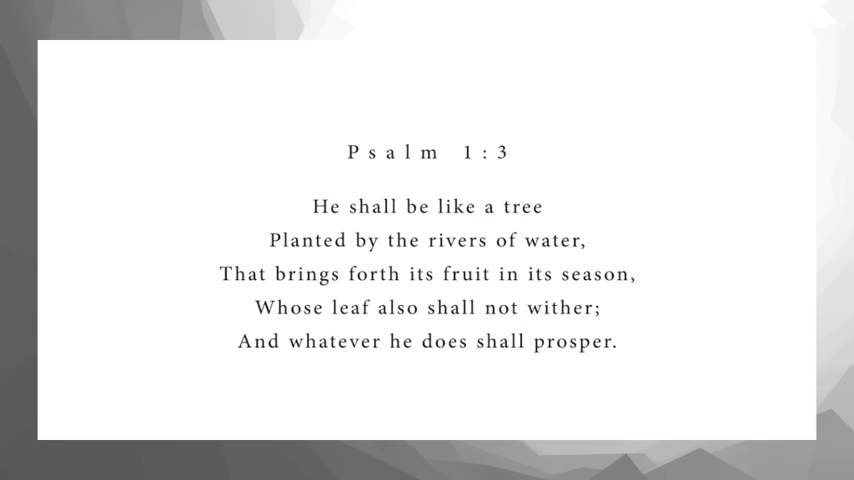 Psalm 1:3
He shall be like a tree
Planted by the rivers of water,
That brings forth its fruit in its season,
Whose leaf also shall not wither;
And whatever he does shall prosper.